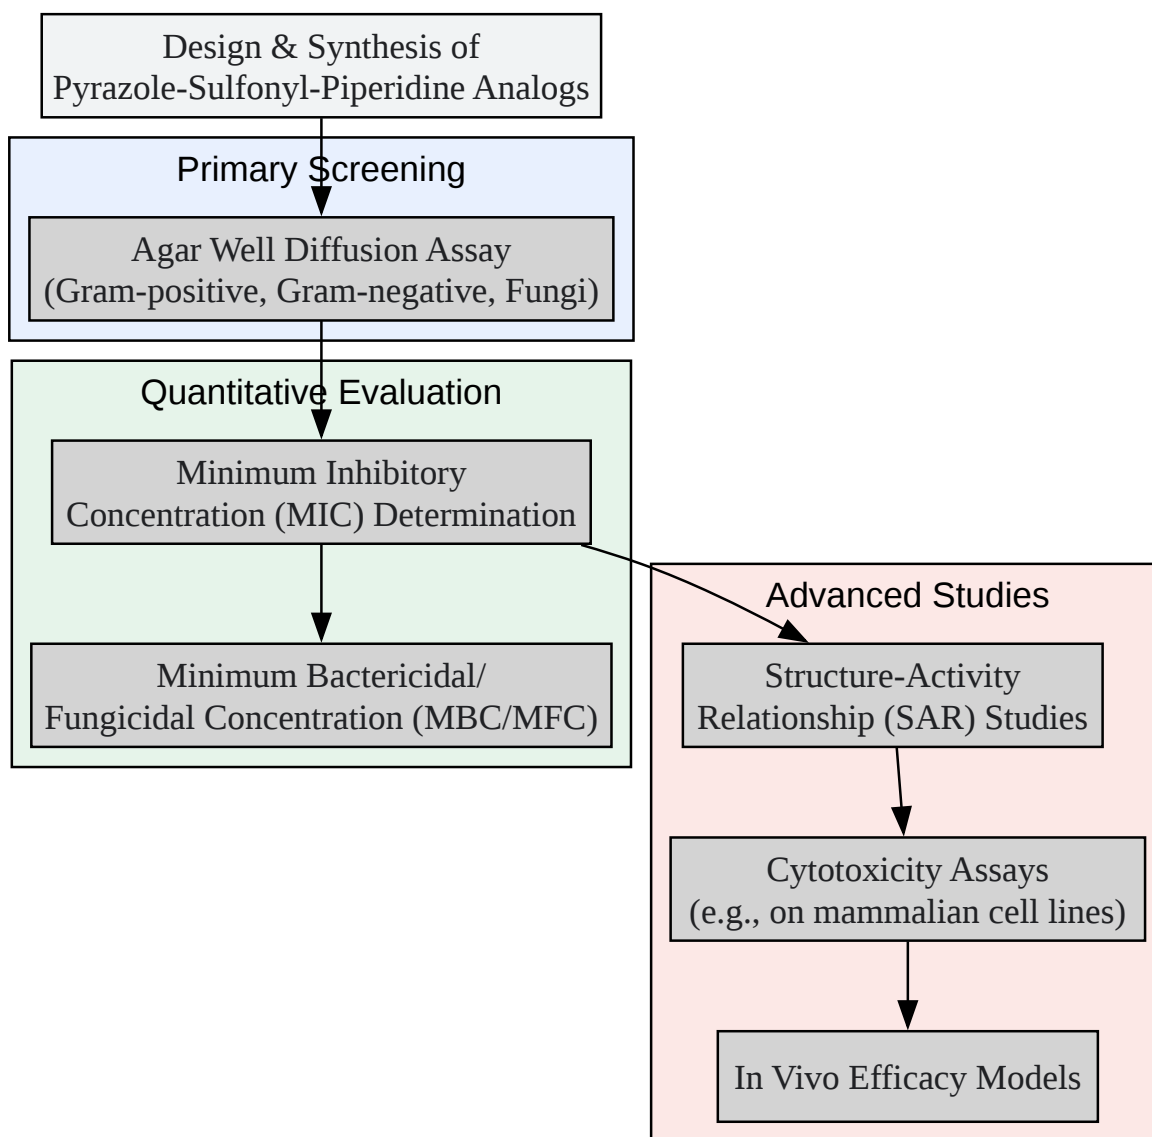 Design & Synthesis of
Pyrazole-Sulfonyl-Piperidine Analogs
Primary Screening
Agar Well Diffusion Assay
(Gram-positive, Gram-negative, Fungi)
Quantitative Evaluation
Minimum Inhibitory
Concentration (MIC) Determination
Minimum Bactericidal/
Fungicidal Concentration (MBC/MFC)
Advanced Studies
Structure-Activity
Relationship (SAR) Studies
Cytotoxicity Assays
(e.g., on mammalian cell lines)
In Vivo Efficacy Models